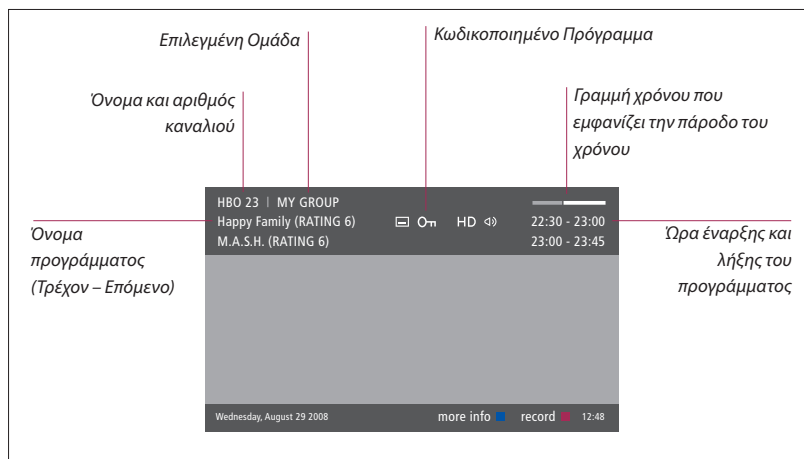 Επιλεγμένη Ομάδα
Κωδικοποιημένο Πρόγραμμα
Όνομα και αριθμός
καναλιού
Γραμμή χρόνου που
εμφανίζει την πάροδο του
χρόνου
HBO 23 | MY GROUP
Happy Family (RATING 6) HD 22:30 - 23:00
M.A.S.H. (RATING 6) 23:00 - 23:45
Όνομα
προγράμματος
(Τρέχον – Επόμενο)
Ώρα έναρξης και
λήξης του
προγράμματος
Wednesday, August 29 2008 more info record 12:48